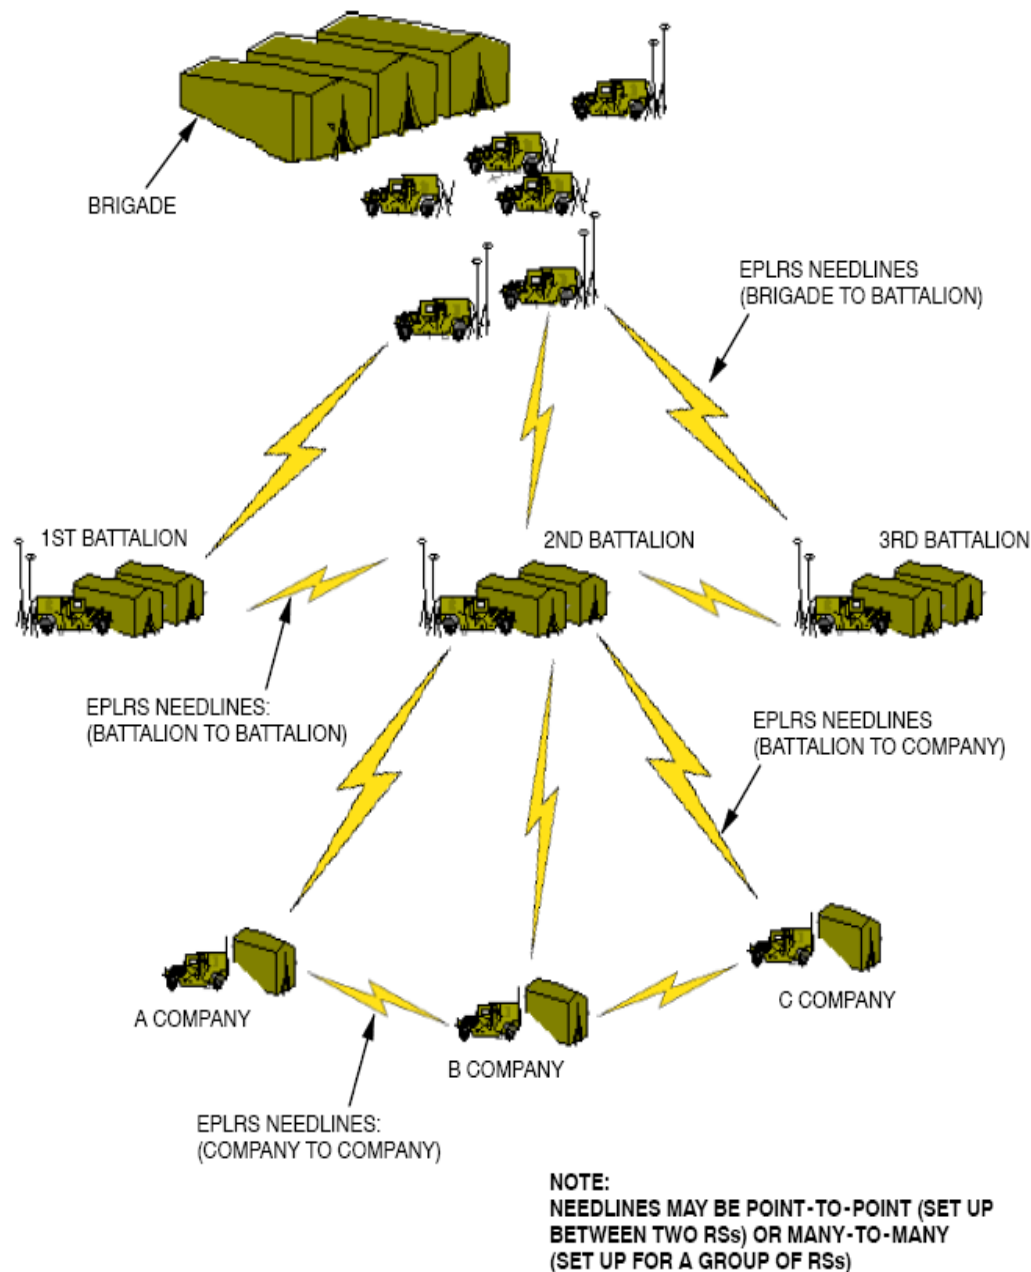 BRIGADE
EPLRS NEEDLINES
(BRIGADE TO BATTALION)
1ST BATTALION
2ND BATTALION
3RD BATTALION
EPLRS NEEDLINES:
(BATTALION TO BATTALION)
EPLRS NEEDLINES
(BATTALION TO COMPANY)
A COMPANY
B COMPANY
C COMPANY
EPLRS NEEDLINES:
(COMPANY TO COMPANY)
NOTE:
NEEDLINES MAY BE POINT-TO-POINT (SET UP
BETWEEN TWO RSs) OR MANY-TO-MANY
(SET UP FOR A GROUP OF RSs)